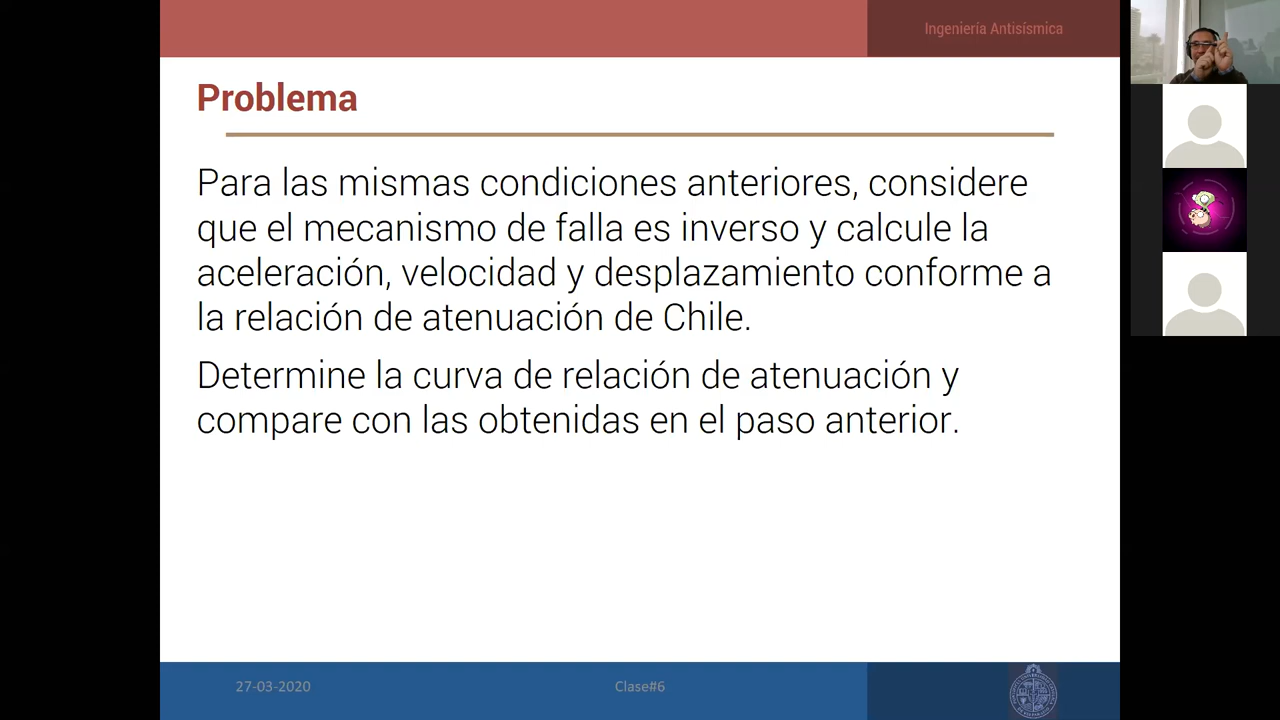 Ingeniería Antisísmica
Problema
Para las mismas condiciones anteriores, considere
que el mecanismo de falla es inverso y calcule la
aceleración, velocidad y desplazamiento conforme a
la relación de atenuación de Chile.
Determine la curva de relación de atenuación y
compare con las obtenidas en el paso anterior.
27-03-2020
Clase#6